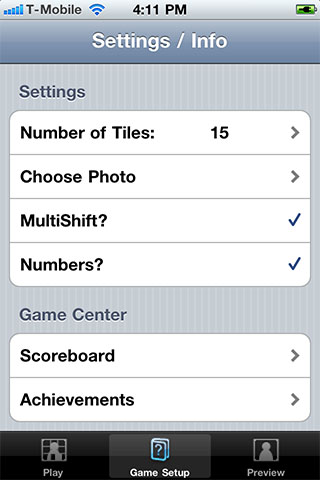 T-Mobile 4:11 PM
Settings / Info
Settings
Number of Tiles: 15
Choose Photo
MultiShift?
Numbers?
Game Center
Scoreboard
Achievements
Play Game Setup Preview